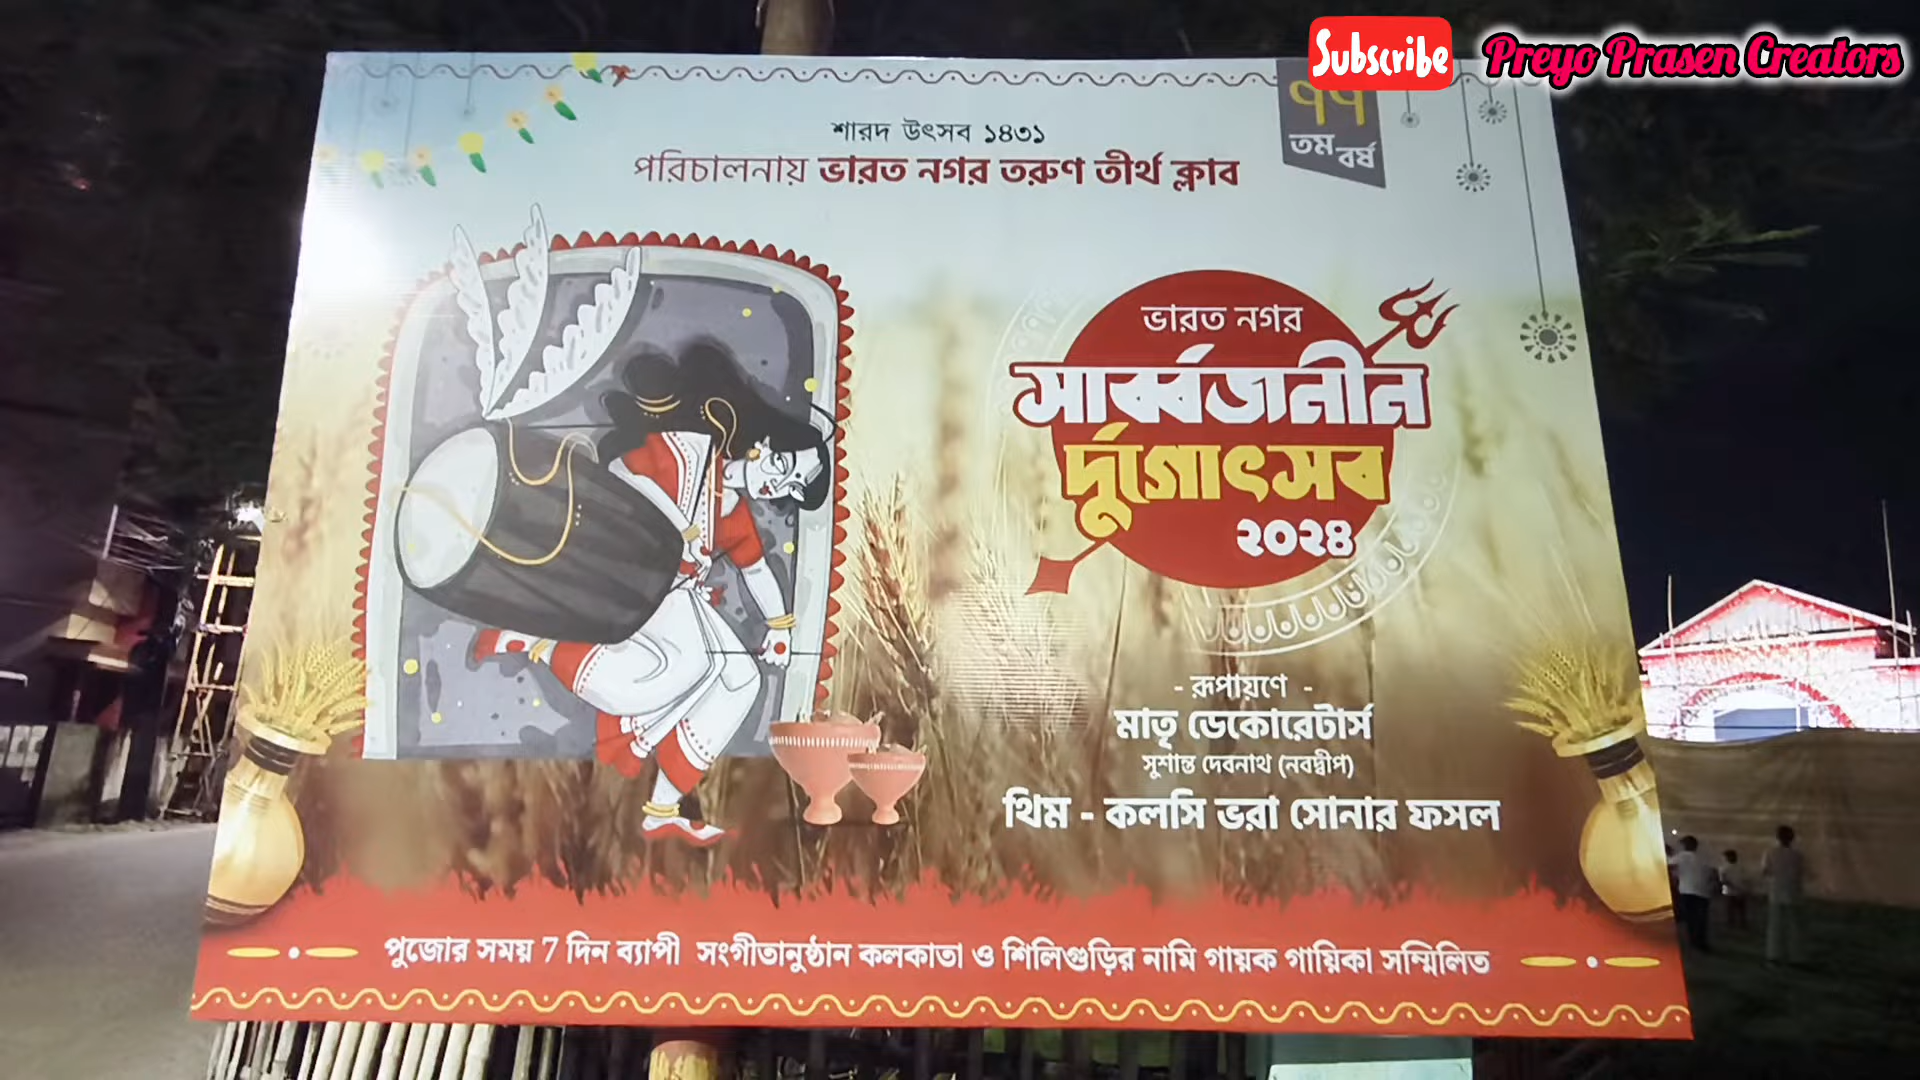 Subscribe Preyo Prasen Creators
৭৭
তম বর্ষ
শারদ উৎসব ১৪৩১
পরিচালনায় ভারত নগর তরুণ তীর্থ ক্লাব
ভারত নগর
সার্ব্বজনীন
দুর্গোৎসব
২০২৪
- রূপায়ণে -
মাতৃ ডেকোরেটার্স
সুশান্ত দেবনাথ (নবদ্বীপ)
থিম - কলসি ভরা সোনার ফসল
পুজোর সময় 7 দিন ব্যাপী সংগীতানুষ্ঠান কলকাতা ও শিলিগুড়ির নামি গায়ক গায়িকা সম্মিলিত